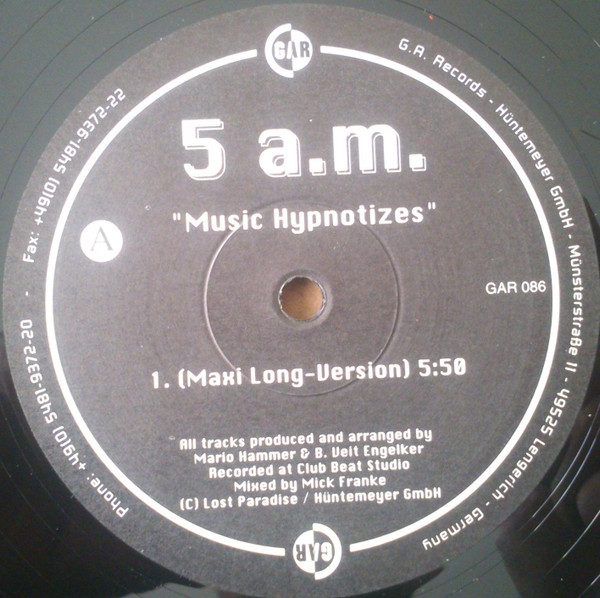 GAR
G.A. Records - Hüntemeyer GmbH - Münsterstraße 11 - 49525 Lengerich - Germany
Phone: +49(0) 5481-9372-20 - Fax: +49(0) 5481-9372-22
5 a.m.
"Music Hypnotizes"
A
GAR 086
1. (Maxi Long-Version) 5:50
All tracks produced and arranged by
Mario Hammer & B. Veit Engelker
Recorded at Club Beat Studio
Mixed by Mick Franke
(C) Lost Paradise / Hüntemeyer GmbH
GAR